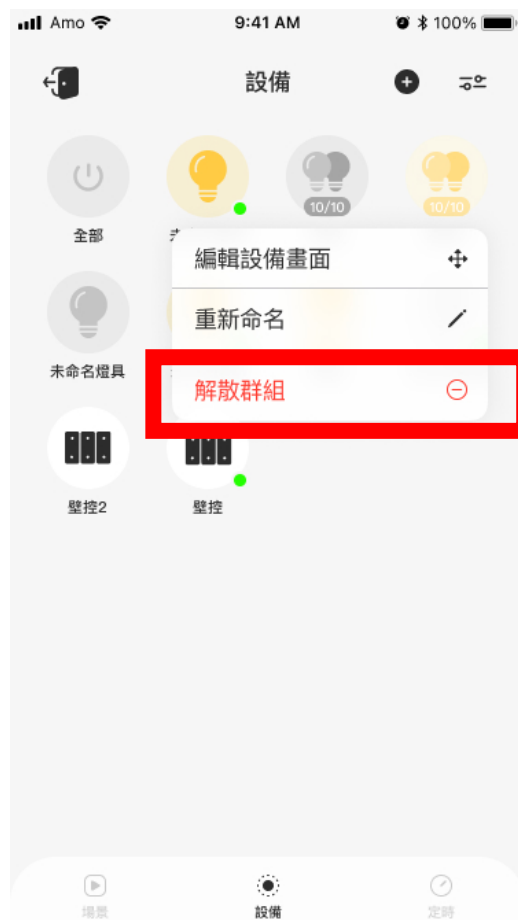 Amo
9:41 AM
100%
設備
10/10
10/10
全部
編輯設備畫面
重新命名
未命名燈具
解散群組
壁控2
壁控
場景
設備
定時